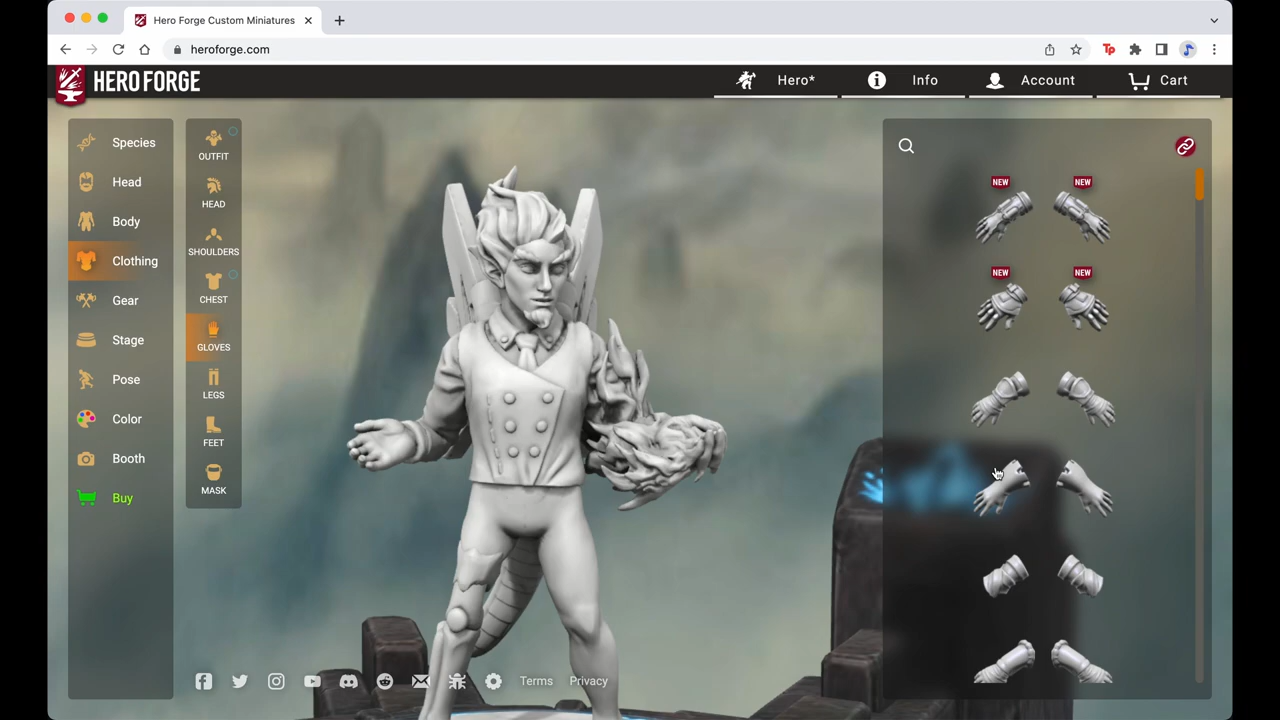 Hero Forge Custom Miniatures
heroforge.com
Tp
HERO FORGE
Hero*
Info
Account
Cart
Species
Head
Body
Clothing
Gear
Stage
Pose
Color
Booth
Buy
OUTFIT
HEAD
SHOULDERS
CHEST
GLOVES
LEGS
FEET
MASK
NEW NEW
NEW NEW
Terms Privacy